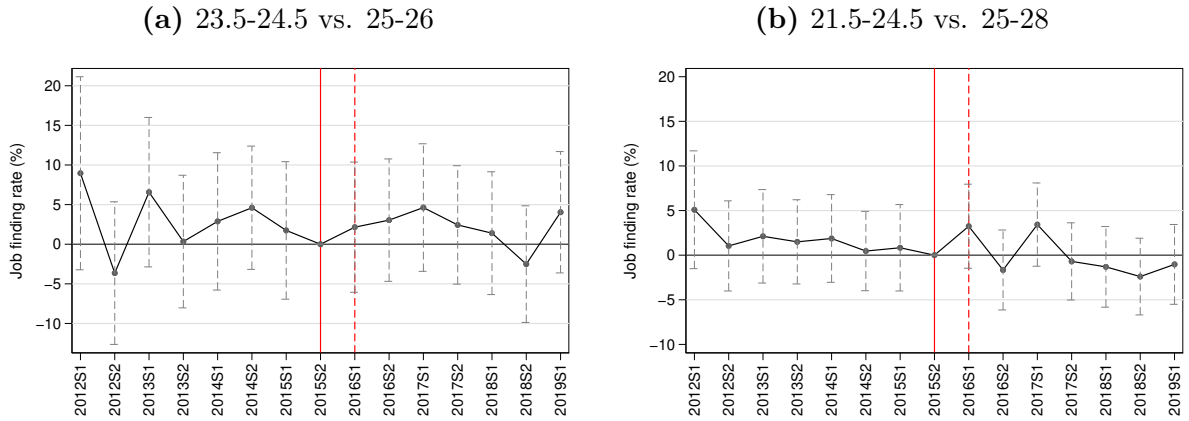 (a) 23.5-24.5 vs. 25-26
Job finding rate (%)
20
15
10
5
0
−5
−10
2012S1
2012S2
2013S1
2013S2
2014S1
2014S2
2015S1
2015S2
2016S1
2016S2
2017S1
2017S2
2018S1
2018S2
2019S1
(b) 21.5-24.5 vs. 25-28
Job finding rate (%)
20
15
10
5
0
−5
−10
2012S1
2012S2
2013S1
2013S2
2014S1
2014S2
2015S1
2015S2
2016S1
2016S2
2017S1
2017S2
2018S1
2018S2
2019S1